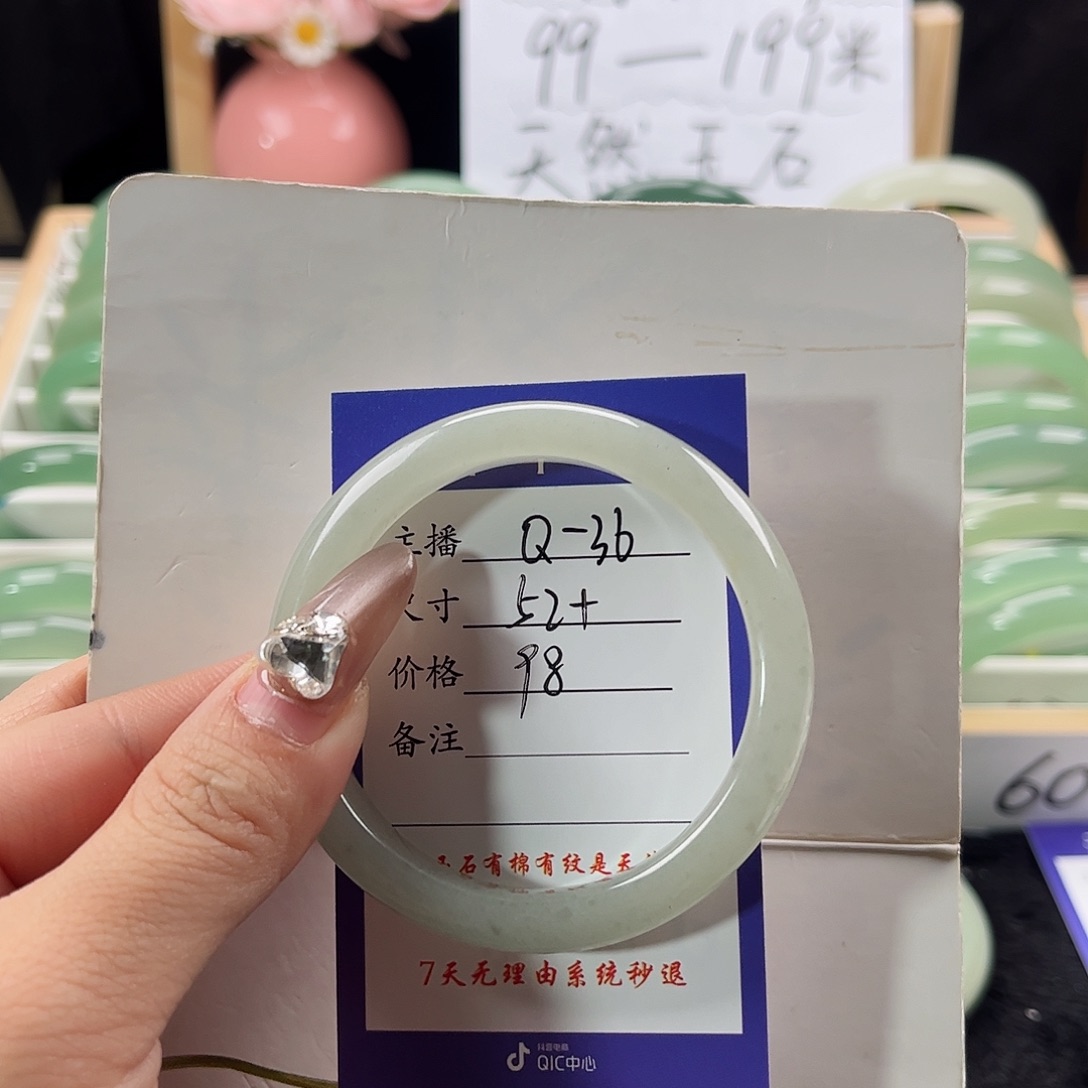 99—199米
天然玉石
主播 Q-36
尺寸 52+
价格 98
备注
玉石有棉有纹是天
7天无理由系统秒退
抖音电商
QIC中心
60